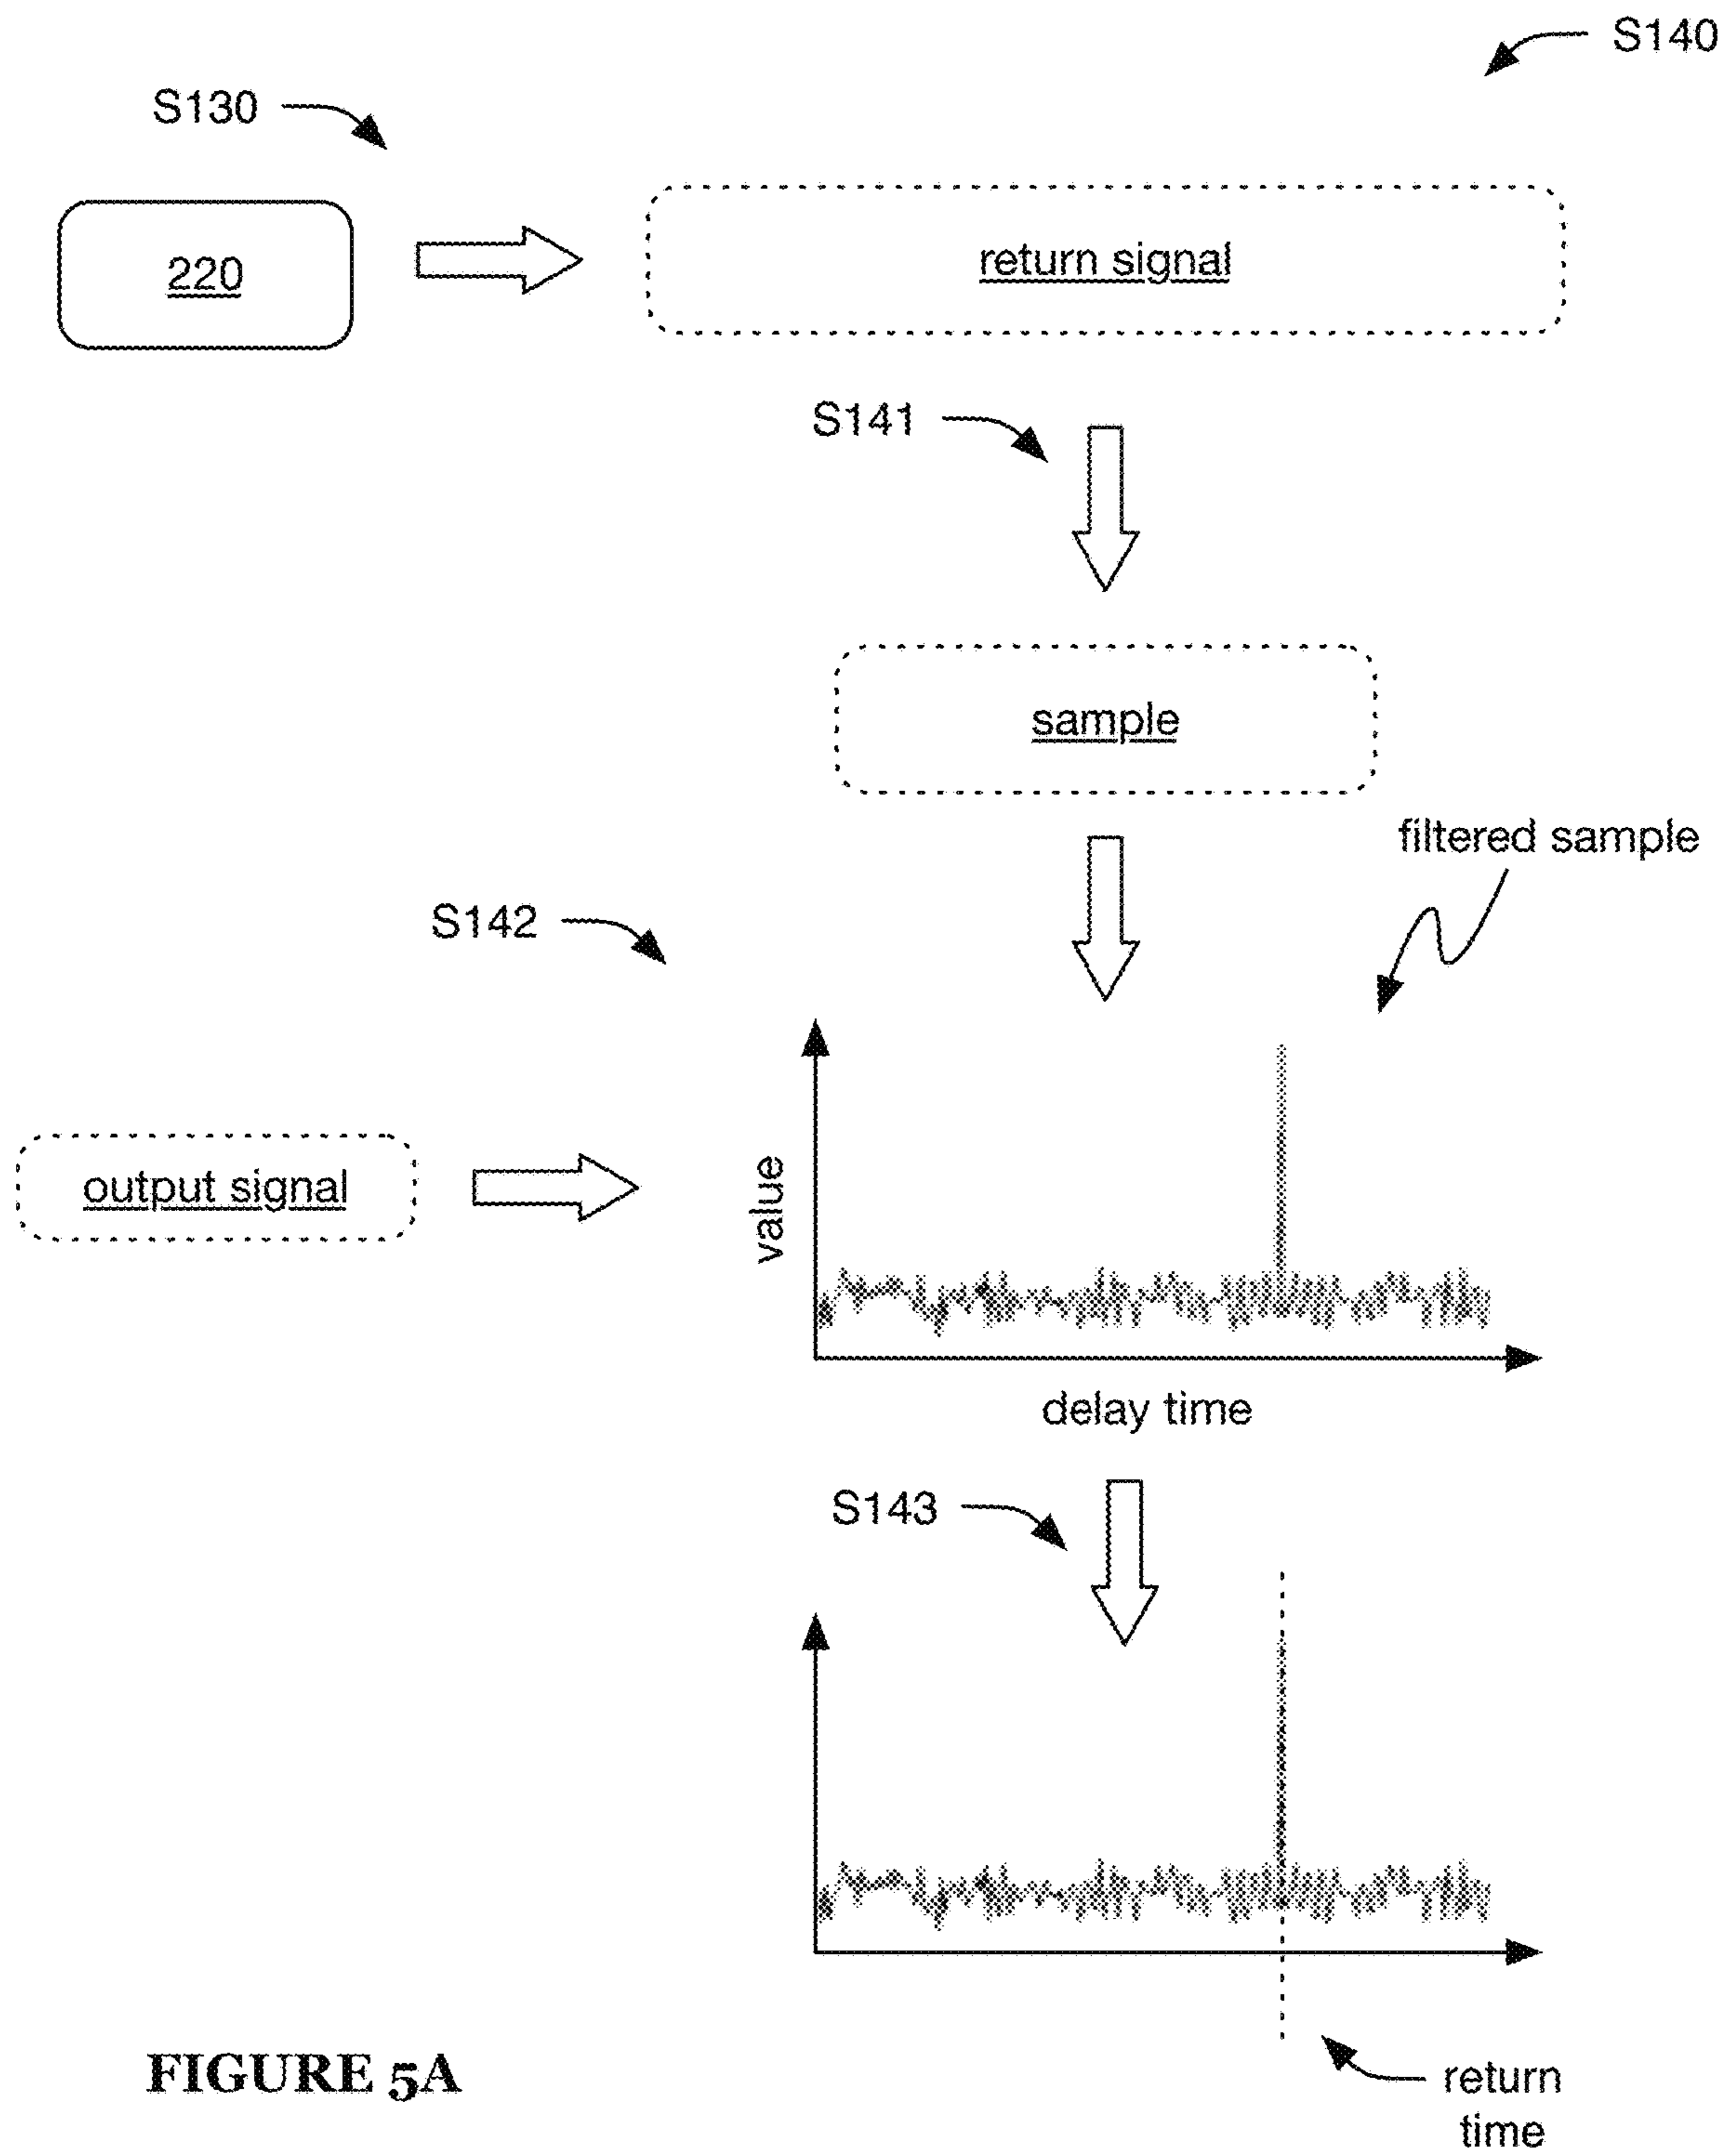 S140
S130
220
return signal
S141
sample
filtered sample
S142
output signal
value
delay time
S143
return
time
FIGURE 5A